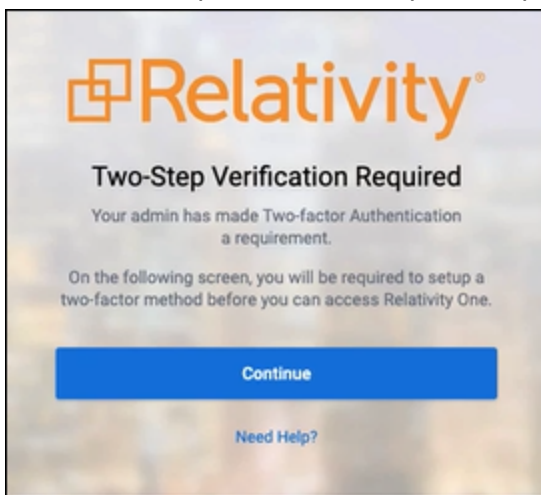 Relativity®
Two-Step Verification Required
Your admin has made Two-factor Authentication
a requirement.
On the following screen, you will be required to setup a
two-factor method before you can access Relativity One.
Continue
Need Help?